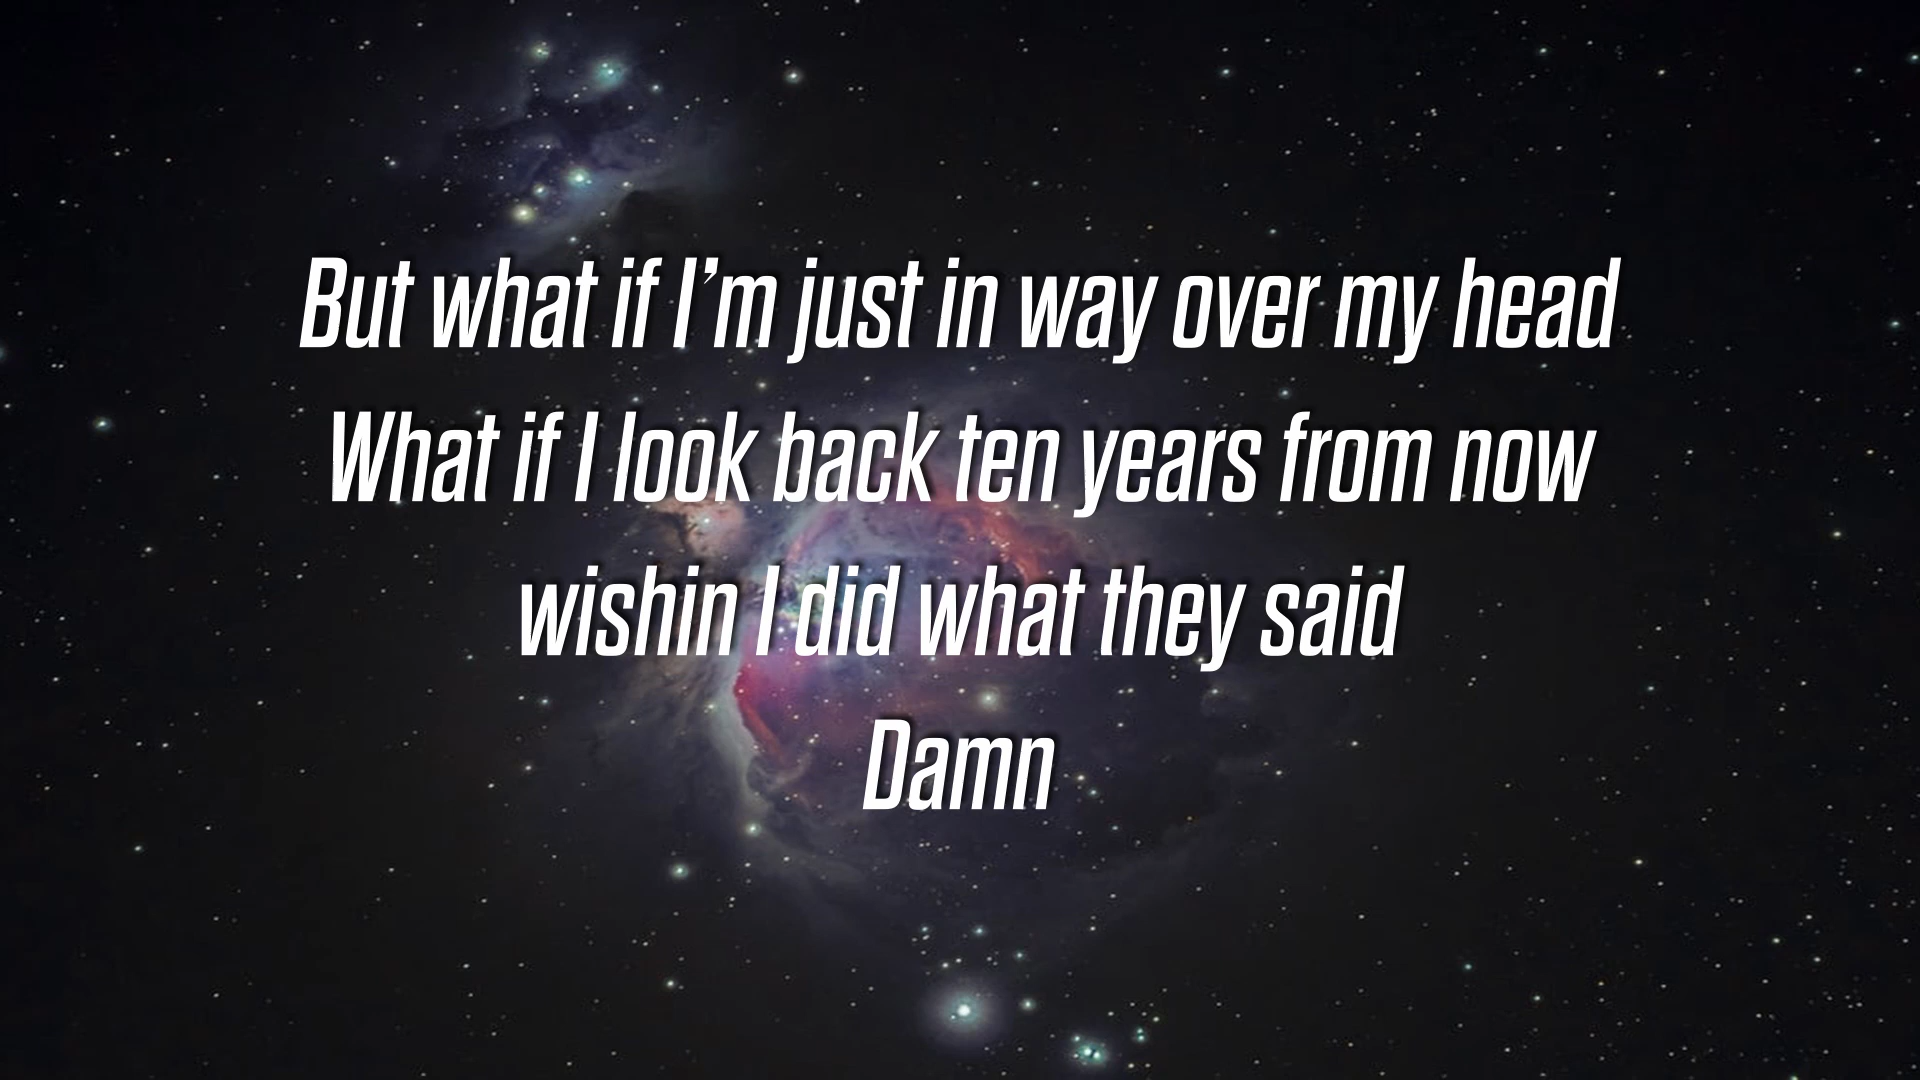 But what if I’m just in way over my head
What if I look back ten years from now
wishin I did what they said
Damn